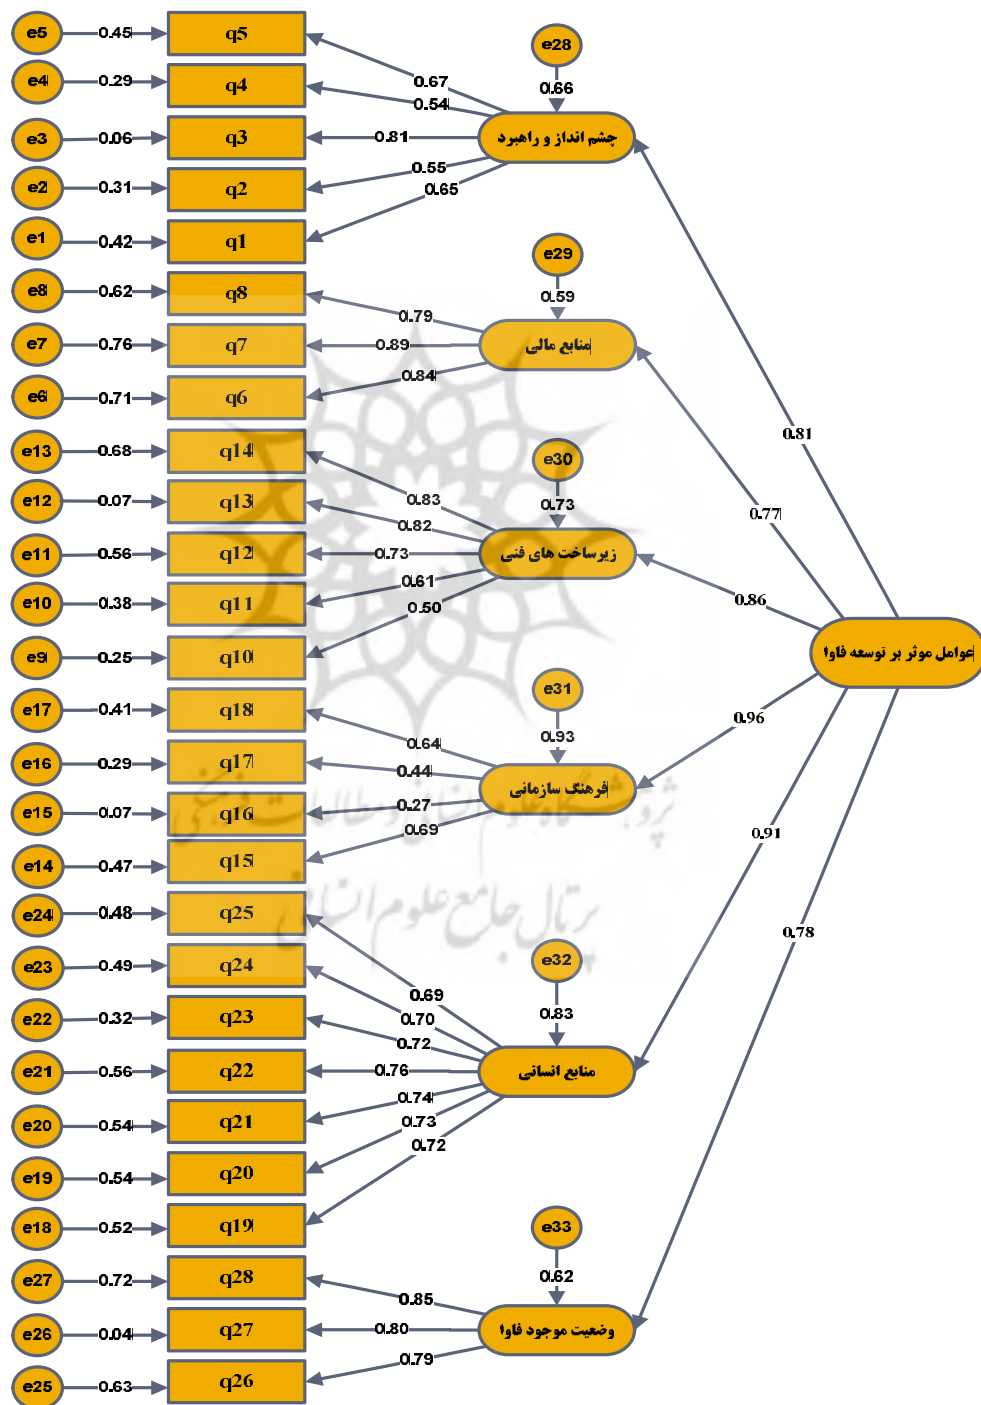 e5 0.45 q5
e4 0.29 q4
e3 0.06 q3
e2 0.31 q2
e1 0.42 q1
0.67
0.54
0.81
0.55
0.65
e28
0.66
چشم انداز و راهبرد
e8 0.62 q8
e7 0.76 q7
e6 0.71 q6
0.79
0.89
0.84
e29
0.59
منابع مالی
e13 0.68 q14
e12 0.07 q13
e11 0.56 q12
e10 0.38 q11
e9 0.25 q10
0.83
0.82
0.73
0.61
0.50
e30
0.73
زیرساخت های فنی
e17 0.41 q18
e16 0.29 q17
e15 0.07 q16
e14 0.47 q15
0.64
0.44
0.27
0.69
e31
0.93
فرهنگ سازمانی
e24 0.48 q25
e23 0.49 q24
e22 0.32 q23
e21 0.56 q22
e20 0.54 q21
e19 0.54 q20
e18 0.52 q19
0.69
0.70
0.72
0.76
0.74
0.73
0.72
e32
0.83
منابع انسانی
e27 0.72 q28
e26 0.04 q27
e25 0.63 q26
0.85
0.80
0.79
e33
0.62
وضعیت موجود فاوا
0.81
0.77
0.86
0.96
0.91
0.78
عوامل موثر بر توسعه فاوا
پژوهشگاه علوم انسانی و مطالعات فرهنگی
پرتال جامع علوم انسانی